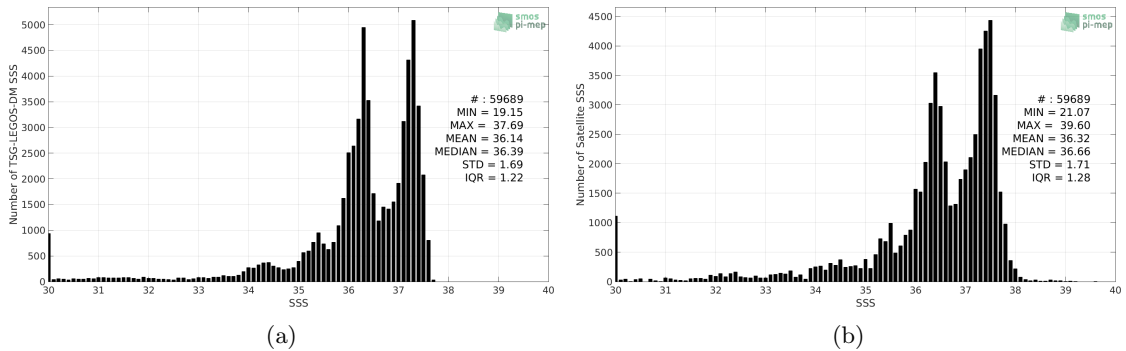 smos
pi-mep
Number of TSG-LEGOS-DM SSS
5000
4500
4000
3500
3000
2500
2000
1500
1000
500
0
# : 59689
MIN = 19.15
MAX = 37.69
MEAN = 36.14
MEDIAN = 36.39
STD = 1.69
IQR = 1.22
30 31 32 33 34 35 36 37 38 39 40
SSS
(a)
smos
pi-mep
Number of Satellite SSS
4500
4000
3500
3000
2500
2000
1500
1000
500
0
# : 59689
MIN = 21.07
MAX = 39.60
MEAN = 36.32
MEDIAN = 36.66
STD = 1.71
IQR = 1.28
30 31 32 33 34 35 36 37 38 39 40
SSS
(b)